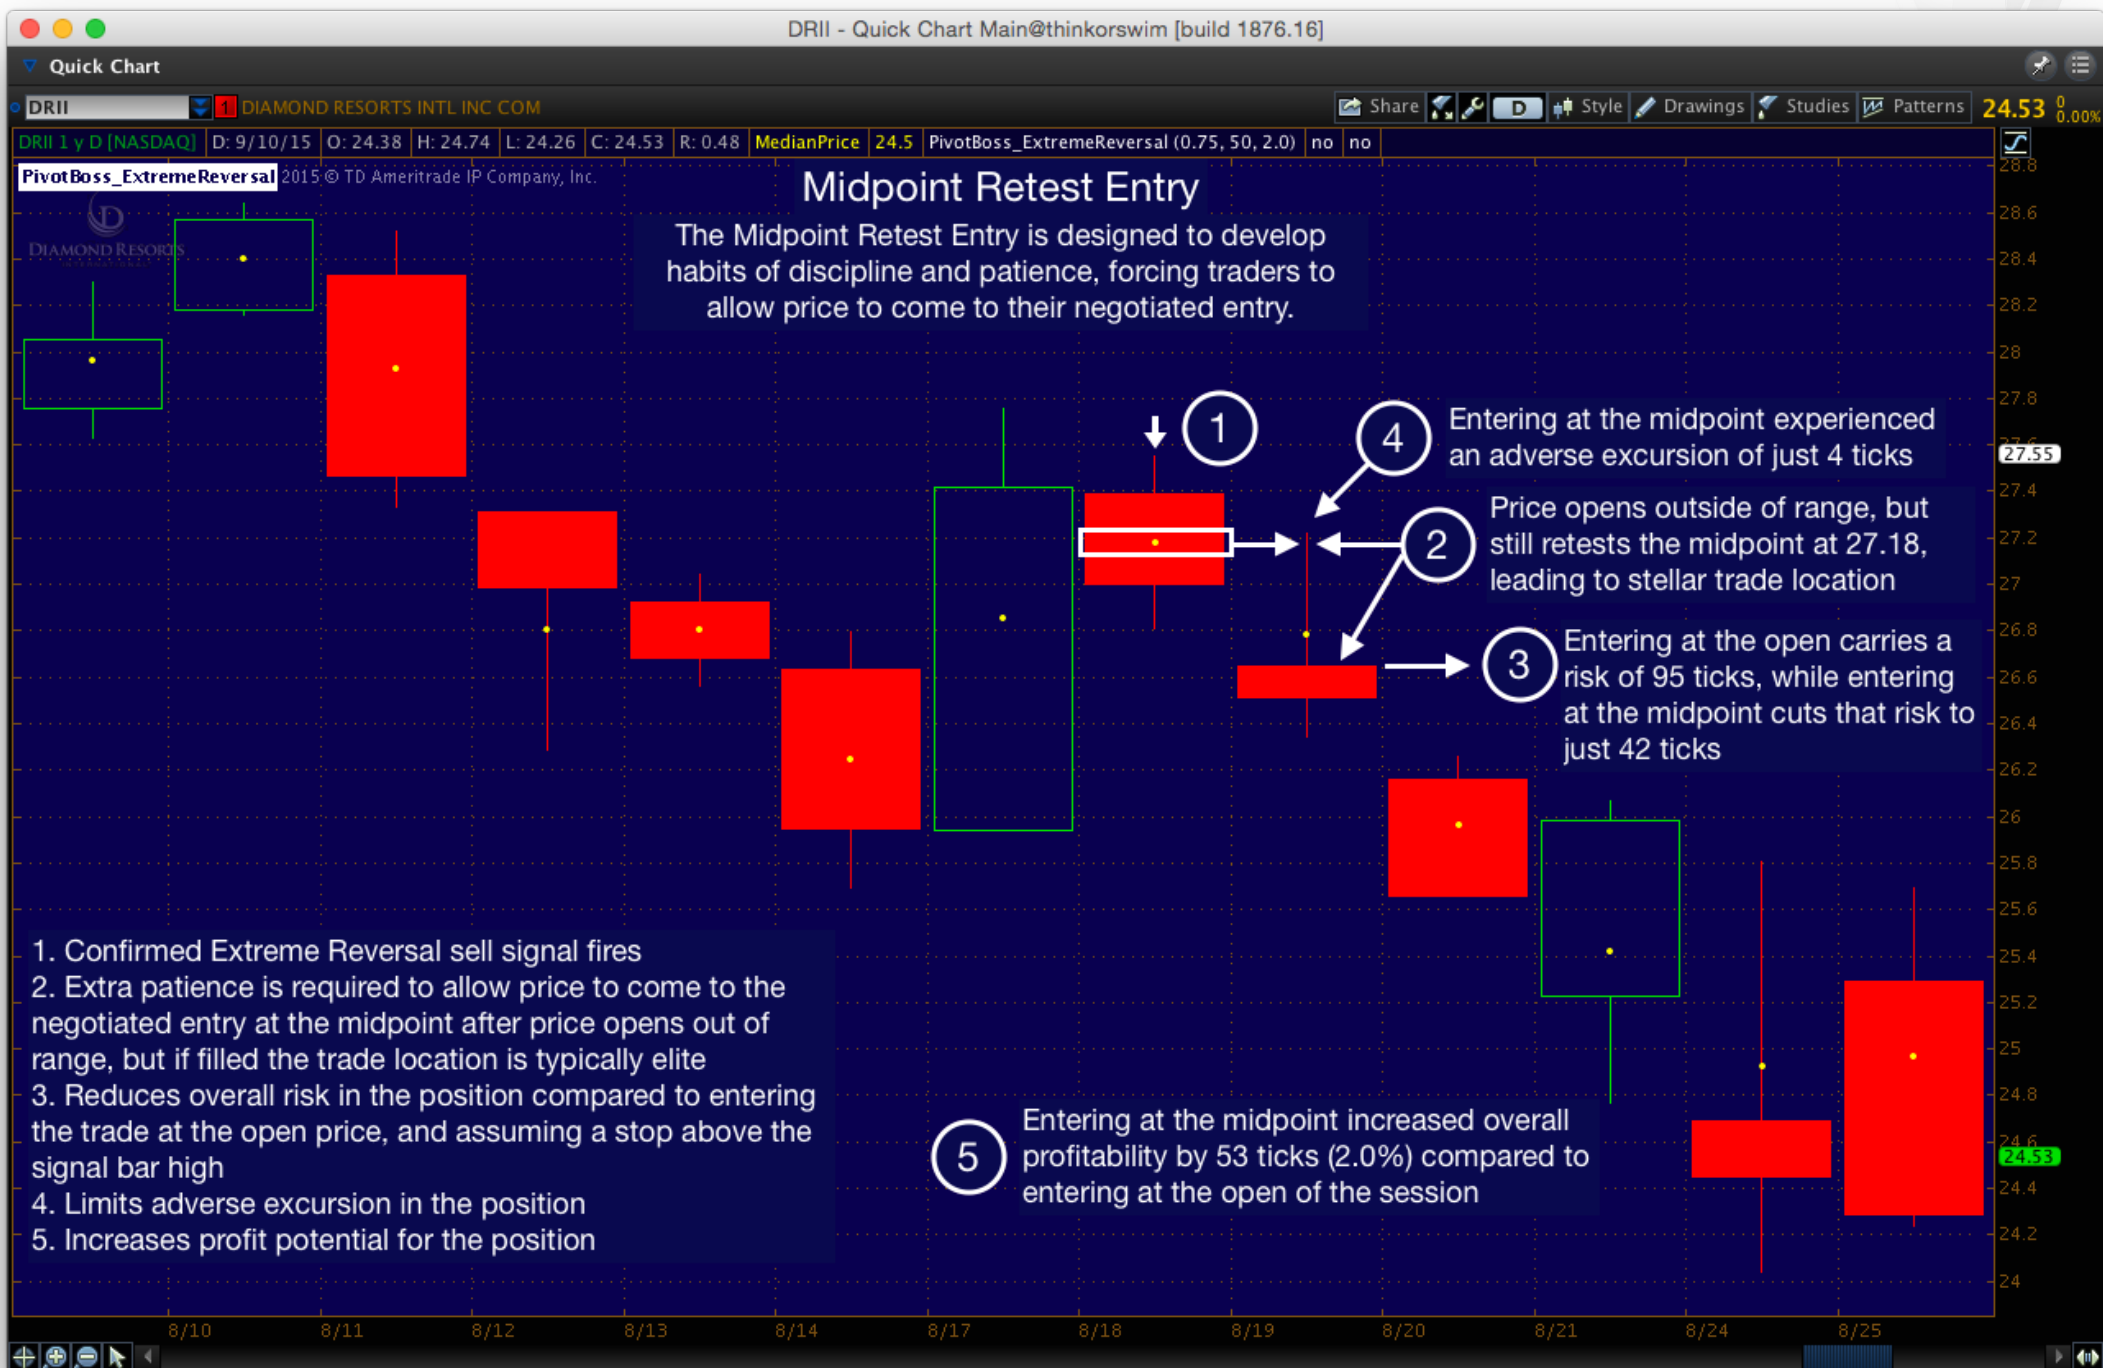 DRII - Quick Chart Main@thinkorswim [build 1876.16]
Quick Chart
DRII
1 DIAMOND RESORTS INTL INC COM
Share
D
Style
Drawings
Studies
Patterns
24.53
0
0.00%
DRII 1 y D [NASDAQ] D: 9/10/15 O: 24.38 H: 24.74 L: 24.26 C: 24.53 R: 0.48 MedianPrice 24.5 PivotBoss_ExtremeReversal (0.75, 50, 2.0) no no
PivotBoss_ExtremeReversal 2015 © TD Ameritrade IP Company, Inc.
D
DIAMOND RESORTS
INTERNATIONAL
Midpoint Retest Entry
The Midpoint Retest Entry is designed to develop
habits of discipline and patience, forcing traders to
allow price to come to their negotiated entry.
1
4
Entering at the midpoint experienced
an adverse excursion of just 4 ticks
2
Price opens outside of range, but
still retests the midpoint at 27.18,
leading to stellar trade location
3
Entering at the open carries a
risk of 95 ticks, while entering
at the midpoint cuts that risk to
just 42 ticks
1. Confirmed Extreme Reversal sell signal fires
2. Extra patience is required to allow price to come to the
negotiated entry at the midpoint after price opens out of
range, but if filled the trade location is typically elite
3. Reduces overall risk in the position compared to entering
the trade at the open price, and assuming a stop above the
signal bar high
4. Limits adverse excursion in the position
5. Increases profit potential for the position
5
Entering at the midpoint increased overall
profitability by 53 ticks (2.0%) compared to
entering at the open of the session
28.8
28.6
28.4
28.2
28
27.8
27.6
27.55
27.4
27.2
27
26.8
26.6
26.4
26.2
26
25.8
25.6
25.4
25.2
25
24.8
24.6
24.53
24.4
24.2
24
8/10 8/11 8/12 8/13 8/14 8/17 8/18 8/19 8/20 8/21 8/24 8/25